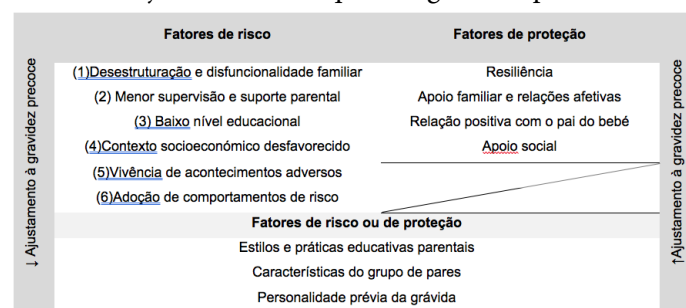 Fatores de risco
Fatores de proteção
(1)Desestruturação e disfuncionalidade familiar
Resiliência
(2) Menor supervisão e suporte parental
Apoio familiar e relações afetivas
(3) Baixo nível educacional
Relação positiva com o pai do bebé
(4)Contexto socioeconómico desfavorecido
Apoio social
(5)Vivência de acontecimentos adversos
(6)Adoção de comportamentos de risco
Fatores de risco ou de proteção
Estilos e práticas educativas parentais
Características do grupo de pares
Personalidade prévia da grávida
↓ Ajustamento à gravidez precoce
↑Ajustamento à gravidez precoce